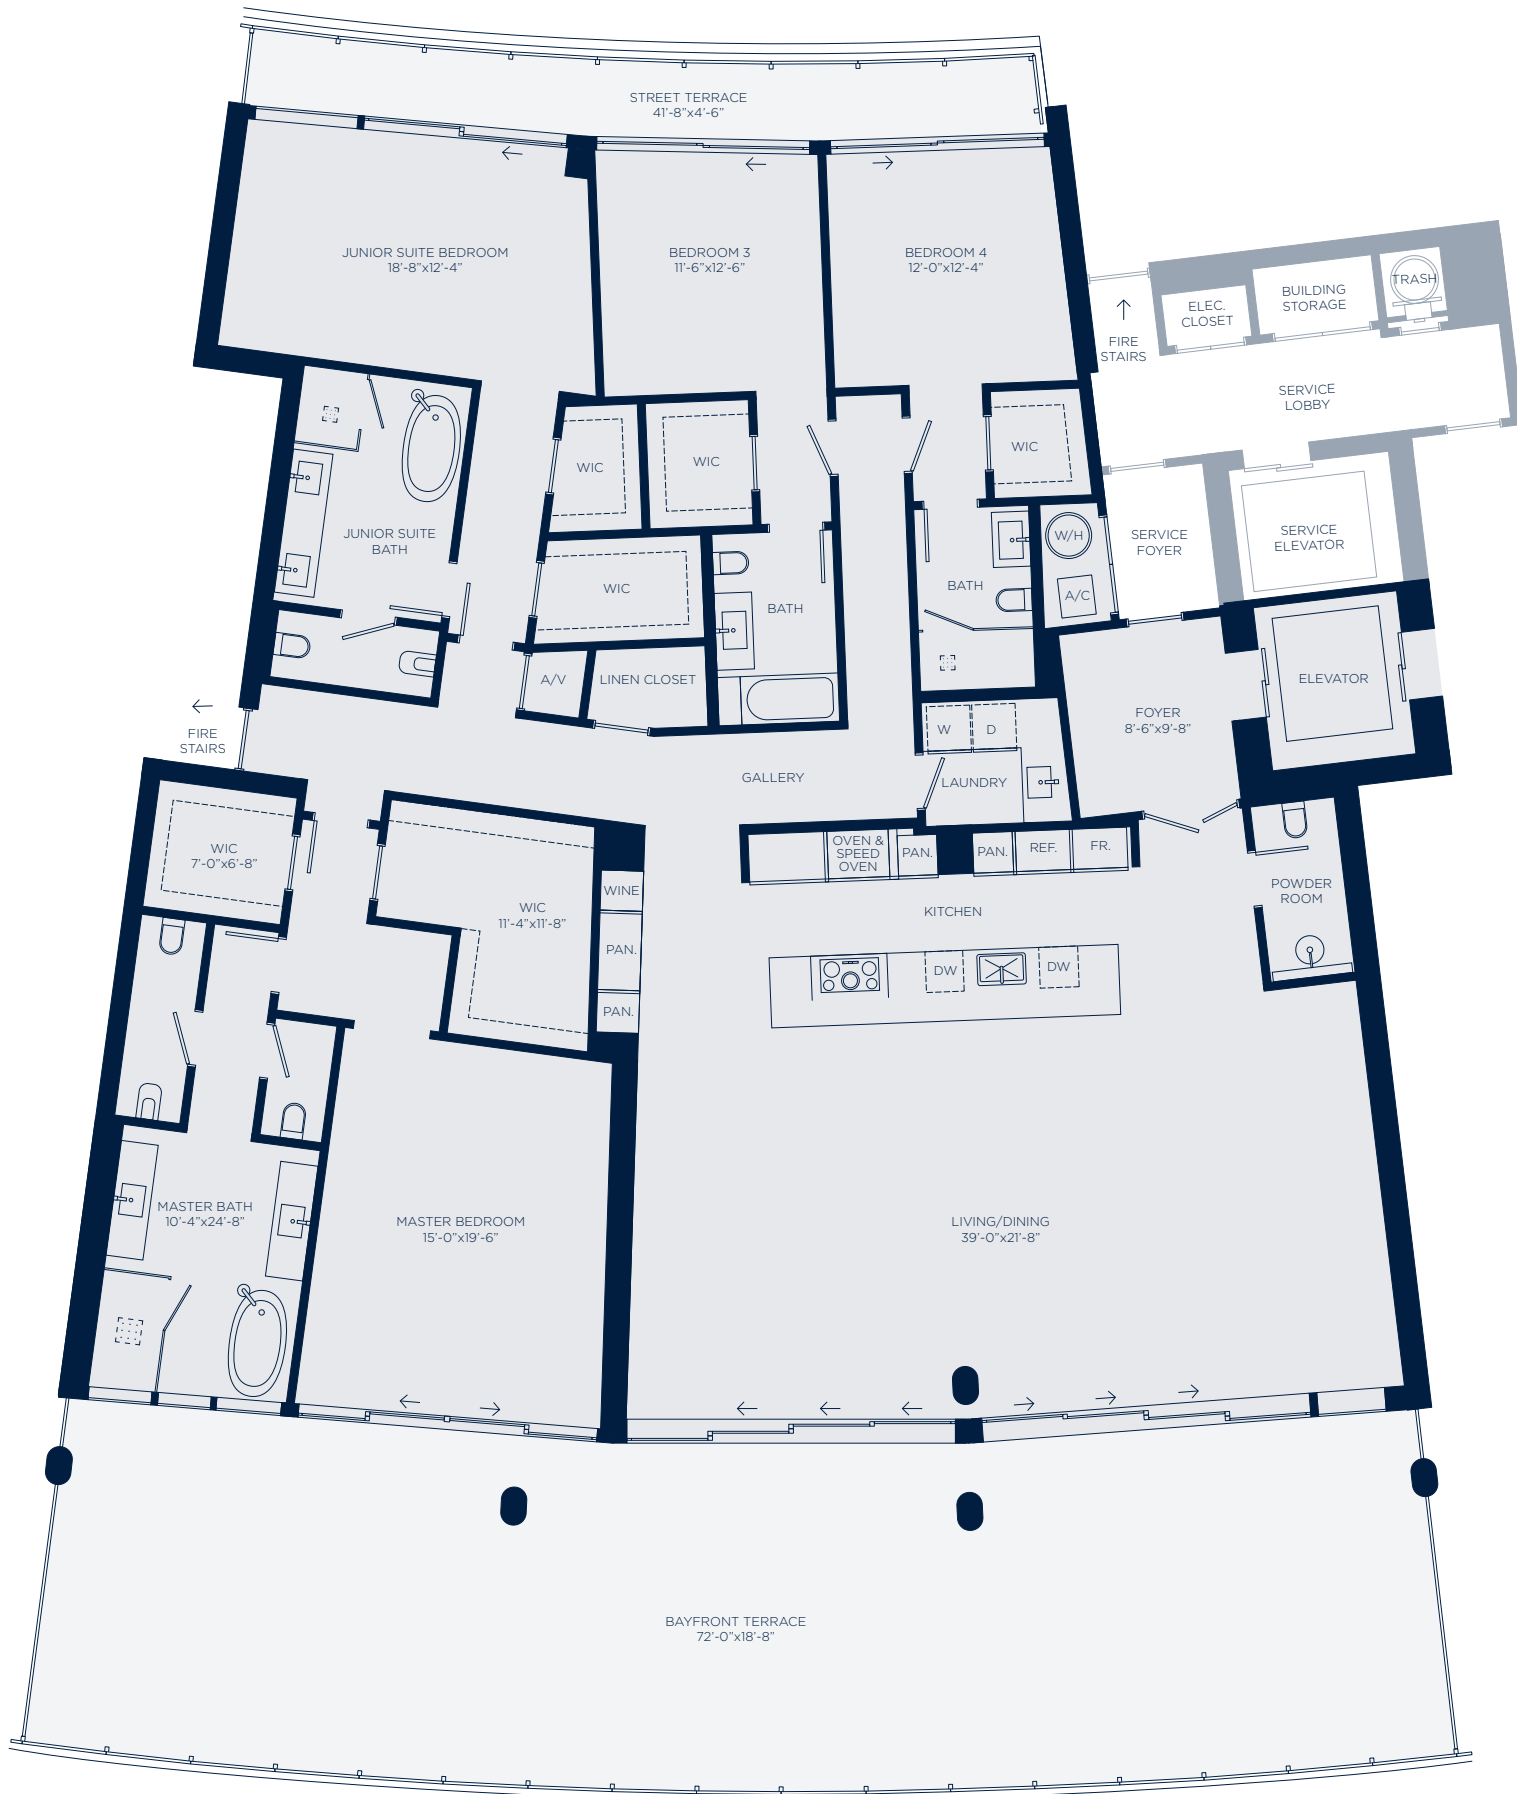 STREET TERRACE
41'-8"x4'-6"
JUNIOR SUITE BEDROOM
18'-8"x12'-4"
BEDROOM 3
11'-6"x12'-6"
BEDROOM 4
12'-0"x12'-4"
FIRE
STAIRS
ELEC.
CLOSET
BUILDING
STORAGE
TRASH
SERVICE
LOBBY
WIC
WIC
WIC
JUNIOR SUITE
BATH
WIC
BATH
BATH
W/H
A/C
SERVICE
FOYER
SERVICE
ELEVATOR
A/V
LINEN CLOSET
ELEVATOR
FOYER
8'-6"x9'-8"
FIRE
STAIRS
W
D
GALLERY
LAUNDRY
WIC
7'-0"x6'-8"
WIC
11'-4"x11'-8"
WINE
PAN.
PAN.
OVEN &
SPEED
OVEN
PAN.
PAN.
REF.
FR.
KITCHEN
POWDER
ROOM
DW
DW
MASTER BATH
10'-4"x24'-8"
MASTER BEDROOM
15'-0"x19'-6"
LIVING/DINING
39'-0"x21'-8"
BAYFRONT TERRACE
72'-0"x18'-8"